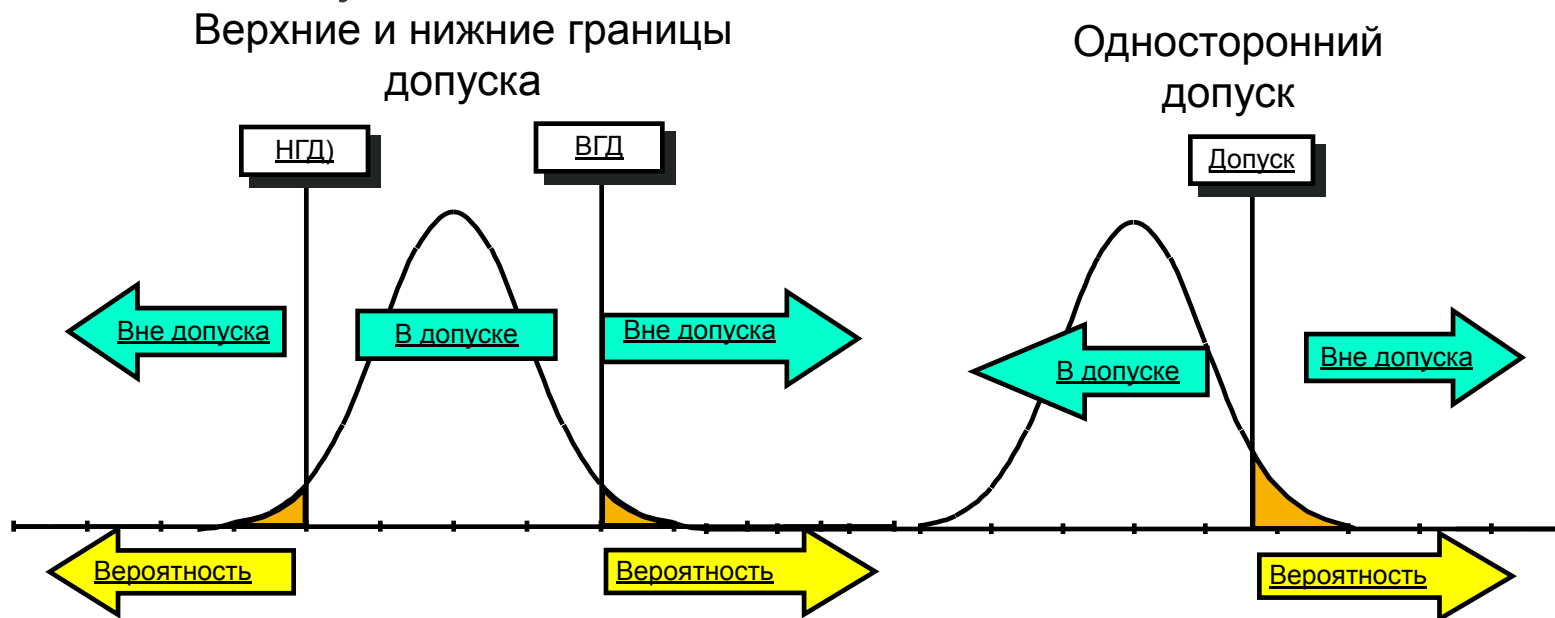 Верхние и нижние границы
допуска
Односторонний
допуск
НГД)
ВГД
Допуск
Вне допуска
В допуске
Вне допуска
В допуске
Вне допуска
Вероятность
Вероятность
Вероятность